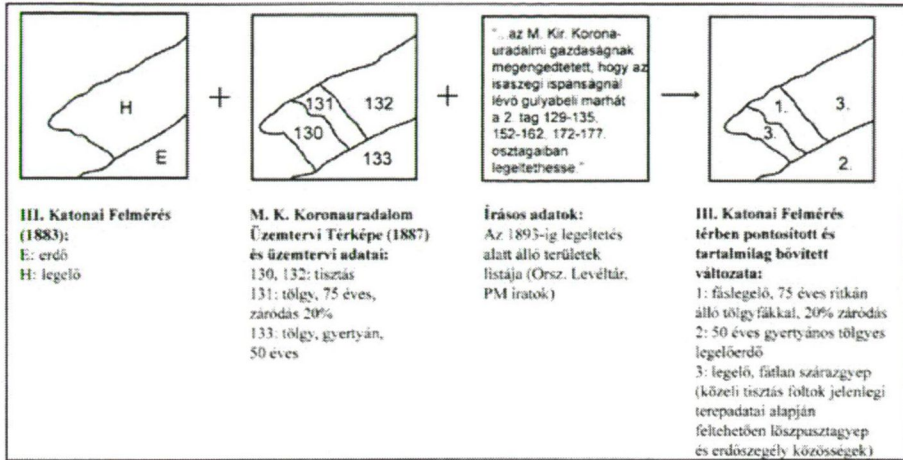 H
E
+
131
132
130
133
+
"...az M. Kir. Korona-
uradalmi gazdaságnak
megengedtetett, hogy az
isaszegi ispánságnál
lévő gulyabeli marhát
a 2. tag 129-135,
152-162, 172-177.
osztagaiban
legeltethesse."
1.
3.
3.
2.
III. Katonai Felmérés
(1883):
E: erdő
H: legelő
M. K. Koronauradalom
Üzemtervi Térképe (1887)
és üzemtervi adatai:
130, 132: tisztás
131: tölgy, 75 éves,
záródás 20%
133: tölgy, gyertyán,
50 éves
Írásos adatok:
Az 1893-ig legeltetés
alatt álló területek
listája (Orsz. Levéltár,
PM iratok)
III. Katonai Felmérés
térben pontosított és
tartalmilag bővített
változata:
1: fáslegelő, 75 éves ritkán
álló tölgyfákkal, 20% záródás
2: 50 éves gyertyános tölgyes
legelőerdő
3: legelő, fátlan szárazgyep
(közeli tisztás foltok jelenlegi
terepadatai alapján
feltehetően löszpusztagyep
és erdőszegély közösségek)